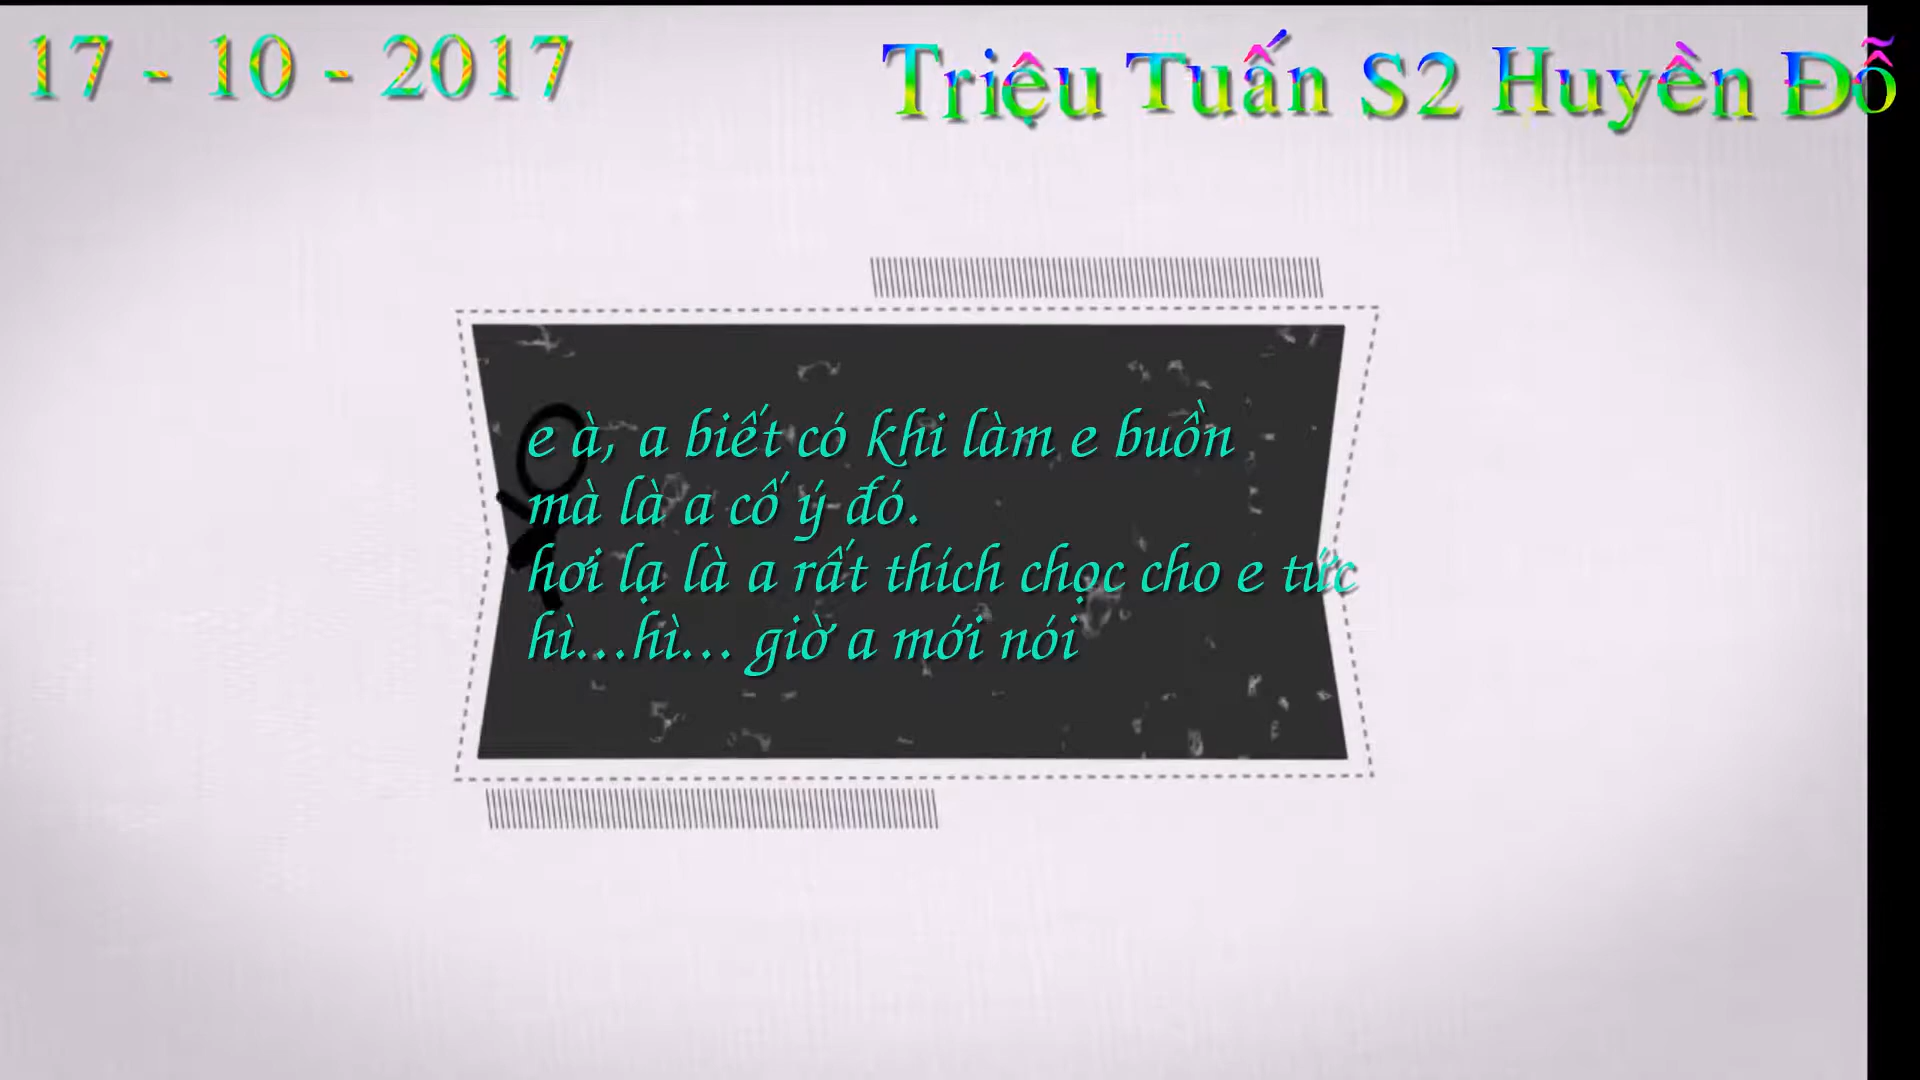 17 - 10 - 2017
Triệu Tuấn S2 Huyền Đỗ
e à, a biết có khi làm e buồn
mà là a cố ý đó.
hơi lạ là a rất thích chọc cho e tức
hì...hì... giờ a mới nói